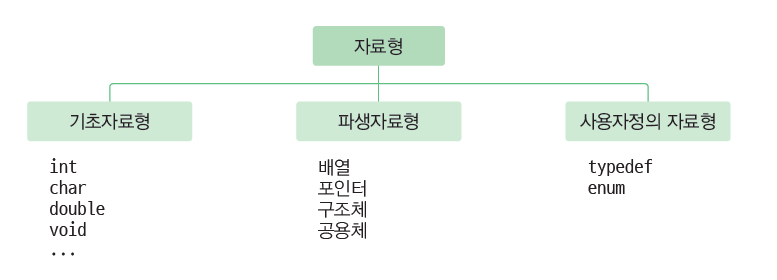 자료형
기초자료형
int
char
double
void
...
파생자료형
배열
포인터
구조체
공용체
사용자정의 자료형
typedef
enum